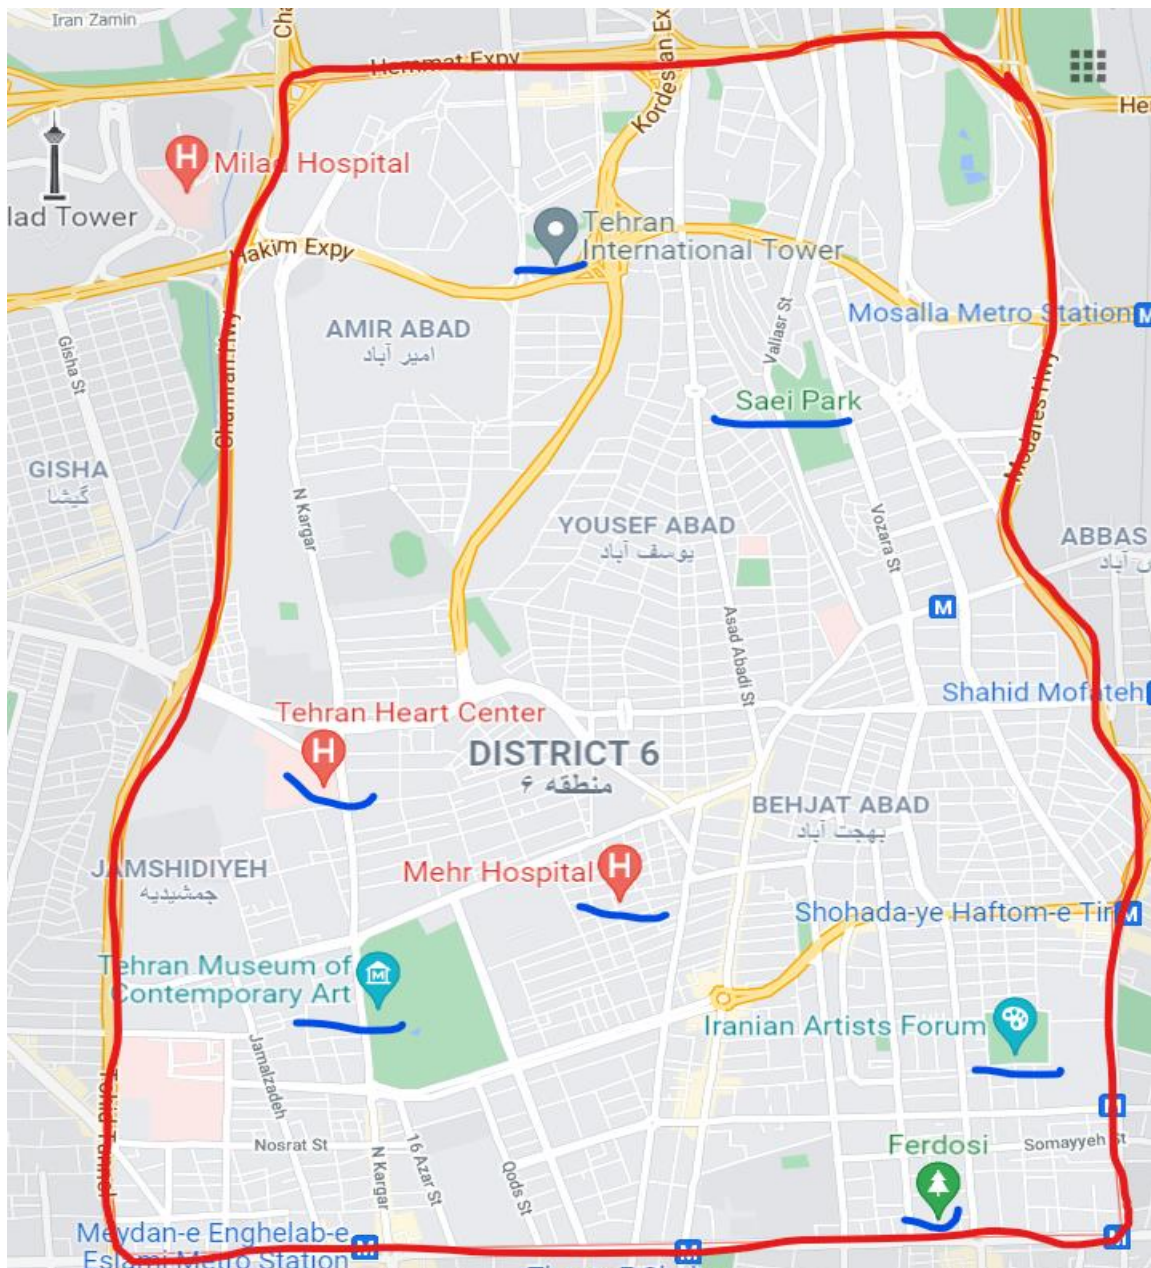 Iran Zamin
Hemmat Expy
Milad Hospital
lad Tower
Hakim Expy
Tehran
International Tower
AMIR ABAD
امیر آباد
Mosalla Metro Station
Gisha St
Valiasr St
Saei Park
Chamran Hwy
Modares Hwy
GISHA
گیشا
N Kargar
YOUSEF ABAD
یوسف آباد
Vozara St
ABBAS
Asad Abadi St
Shahid Mofateh
Tehran Heart Center
DISTRICT 6
منطقه ۶
BEHJAT ABAD
بهجت آباد
JAMSHIDIYEH
جمشیدیه
Mehr Hospital
Shohada-ye Haftom-e Tir
Tehran Museum of
Contemporary Art
Iranian Artists Forum
Jamalzadeh
Tohid Tunnel
Nosrat St
N Kargar
16 Azar St
Qods St
Somayyeh St
Ferdosi
Meydan-e Enghelab-e
Eslami Metro Station